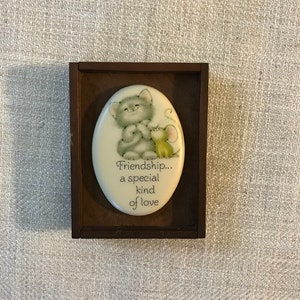 Friendship...
a special
kind
of love